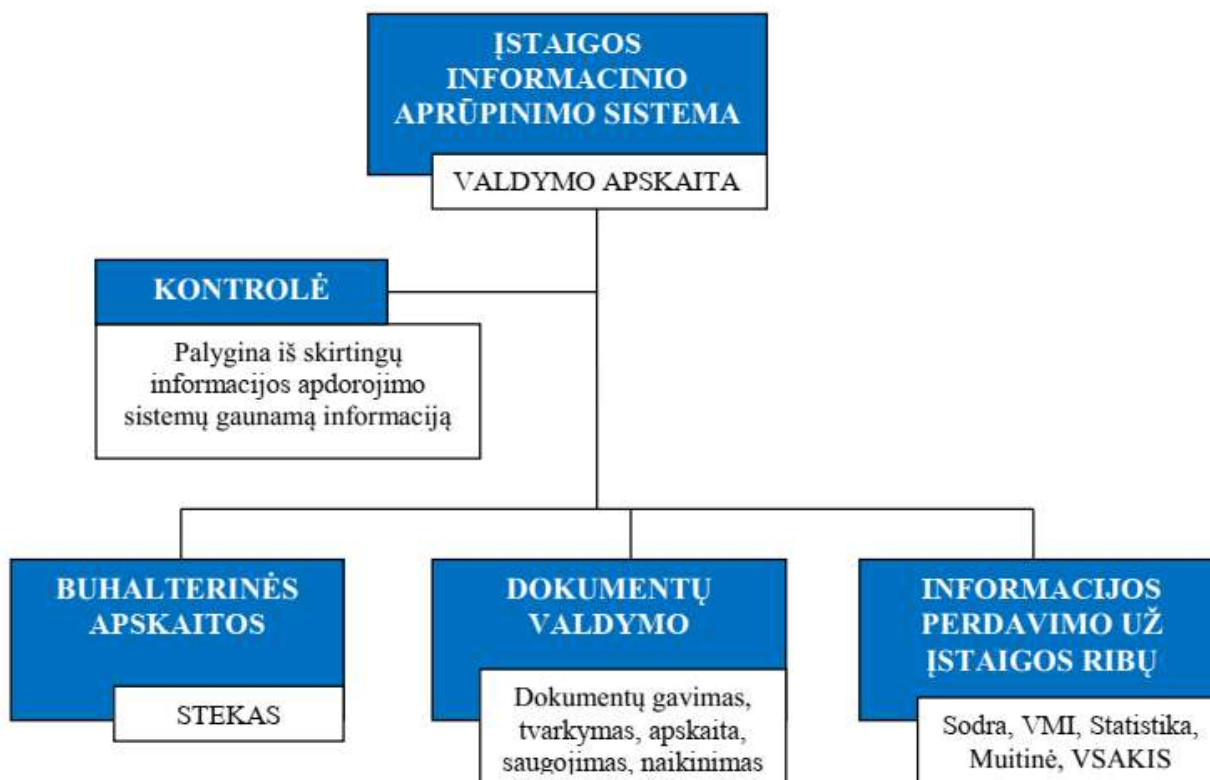 ĮSTAIGOS
INFORMACINIO
APRŪPINIMO SISTEMA
VALDYMO APSKAITA
KONTROLĖ
Palygina iš skirtingų
informacijos apdorojimo
sistemų gaunamą informaciją
BUHALTERINĖS
APSKAITOS
STEKAS
DOKUMENTŲ
VALDYMO
Dokumentų gavimas,
tvarkymas, apskaita,
saugojimas, naikinimas
INFORMACIJOS
PERDAVIMO UŽ
ĮSTAIGOS RIBŲ
Sodra, VMI, Statistika,
Muitinė, VSAKIS